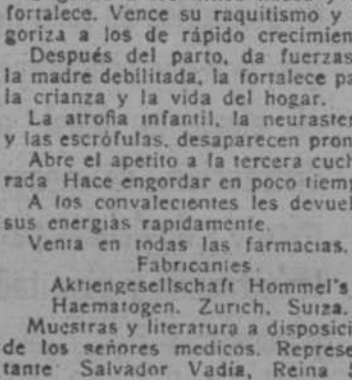 fortalece. Vence su raquitismo y
goriza a los de rápido crecimien
Después del parto, da fuerzas
la madre debilitada, la fortalece pa
la crianza y la vida del hogar.
La atrofia infantil, la neuraster
y las escrófulas, desaparecen pron
Abre el apetito a la tercera cuch
rada Hace engordar en poco tiemp
A los convalecientes les devuel
sus energías rapidamente.
Venta en todas las farmacias.
Fabricantes.
Aktiengesellschaft Hommel's
Haematogen. Zurich. Suiza.
Muestras y literatura a disposici
de los señores medicos. Represe
tante Salvador Vadía, Reina S